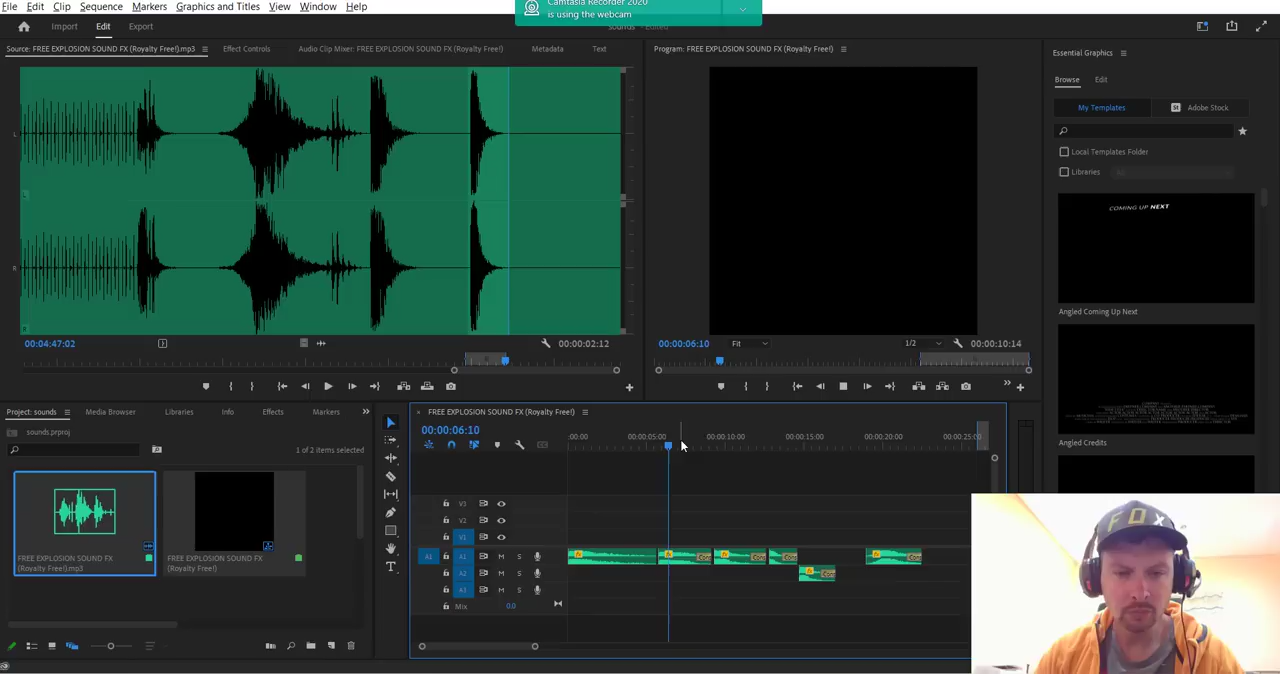 File Edit Clip Sequence Markers Graphics and Titles View Window Help
Camtasia Recorder 2020
is using the webcam
Import Edit Export
Source: FREE EXPLOSION SOUND FX (Royalty Free!).mp3 Effect Controls Audio Clip Mixer: FREE EXPLOSION SOUND FX (Royalty Free!) Metadata Text
Program: FREE EXPLOSION SOUND FX (Royalty Free!)
Essential Graphics
Browse Edit
My Templates Adobe Stock
Local Templates Folder
Libraries
COMING UP NEXT
Angled Coming Up Next
Angled Credits
L
R
00:04:47:02 00:00:02:12
00:00:06:10 Fit 1/2 00:00:10:14
Project: sounds Media Browser Libraries Info Effects Markers
sounds.prproj
1 of 2 items selected
FREE EXPLOSION SOUND FX
(Royalty Free!).mp3
FREE EXPLOSION SOUND FX
(Royalty Free!)
FREE EXPLOSION SOUND FX (Royalty Free!)
00:00:06:10
:00:00 00:00:05:00 00:00:10:00 00:00:15:00 00:00:20:00 00:00:25:00
V3
V2
V1
A1 A1 M S
A2 M S
A3 M S
Mix 0.0
FOX